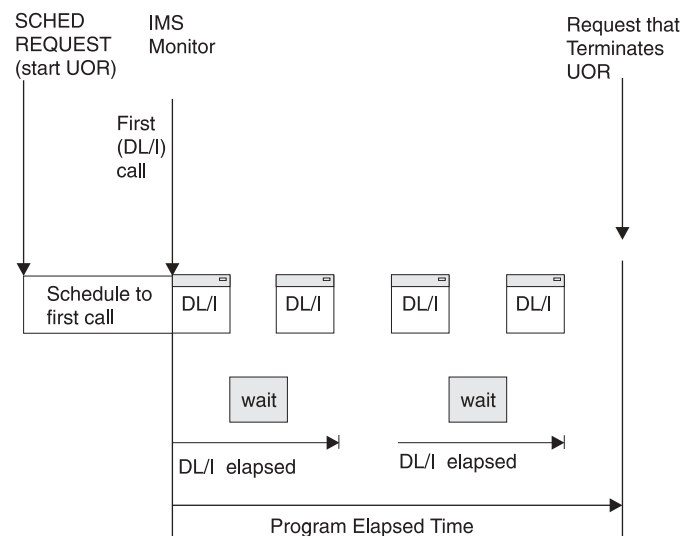 SCHED
REQUEST
(start UOR)
IMS
Monitor
Request that
Terminates
UOR
First
(DL/I)
call
Schedule to
first call
DL/I
DL/I
DL/I
DL/I
wait
wait
DL/I elapsed
DL/I elapsed
Program Elapsed Time